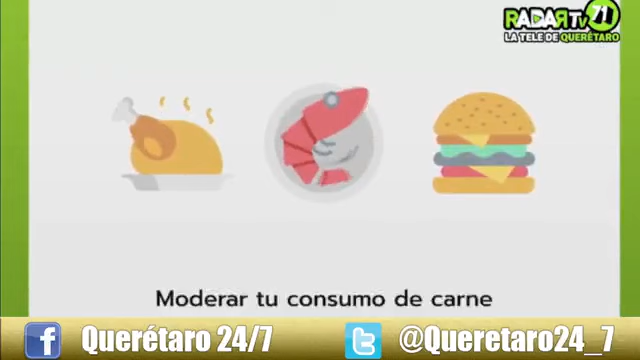 RADAR TV 71
LA TELE DE QUERÉTARO
Moderar tu consumo de carne
f Querétaro 24/7
t @Queretaro24_7